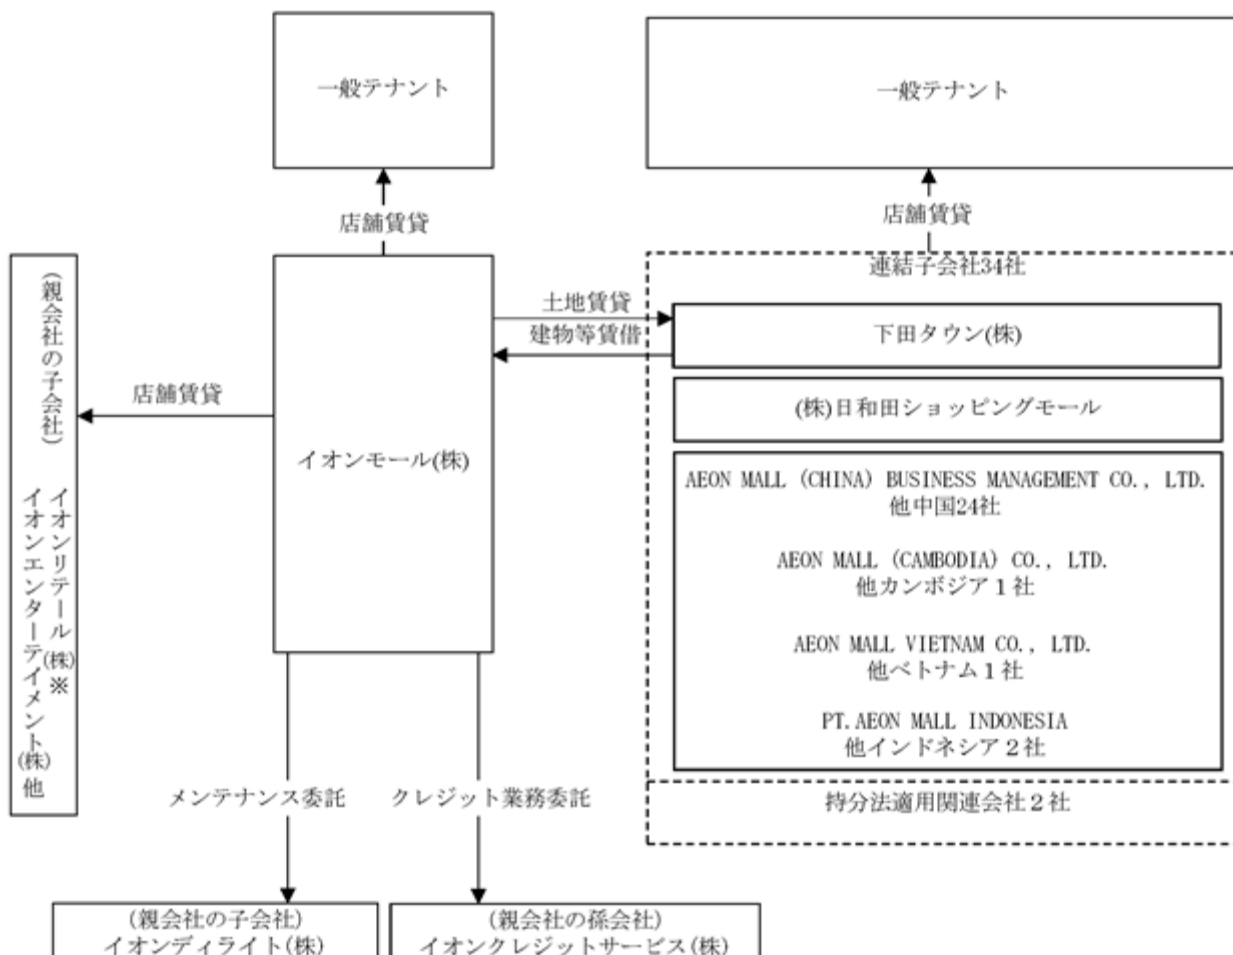 一般テナント
一般テナント
店舗賃貸
店舗賃貸
連結子会社34社
土地賃貸
建物等賃借
下田タウン(株)
(株)日和田ショッピングモール
(親会社の子会社)
イオンリテール(株)※
イオンエンターテイメント(株)他
店舗賃貸
イオンモール(株)
AEON MALL (CHINA) BUSINESS MANAGEMENT CO., LTD.
他中国24社
AEON MALL (CAMBODIA) CO., LTD.
他カンボジア1社
AEON MALL VIETNAM CO., LTD.
他ベトナム1社
PT.AEON MALL INDONESIA
他インドネシア2社
持分法適用関連会社2社
メンテナンス委託
クレジット業務委託
(親会社の子会社)
イオンディライト(株)
(親会社の孫会社)
イオンクレジットサービス(株)